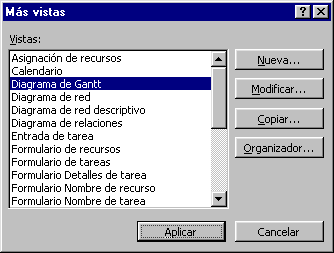 Más vistas
Vistas:
Asignación de recursos
Calendario
Diagrama de Gantt
Diagrama de red
Diagrama de red descriptivo
Diagrama de relaciones
Entrada de tarea
Formulario de recursos
Formulario de tareas
Formulario Detalles de tarea
Formulario Nombre de recurso
Formulario Nombre de tarea
Nueva...
Modificar...
Copiar...
Organizador...
Aplicar
Cancelar